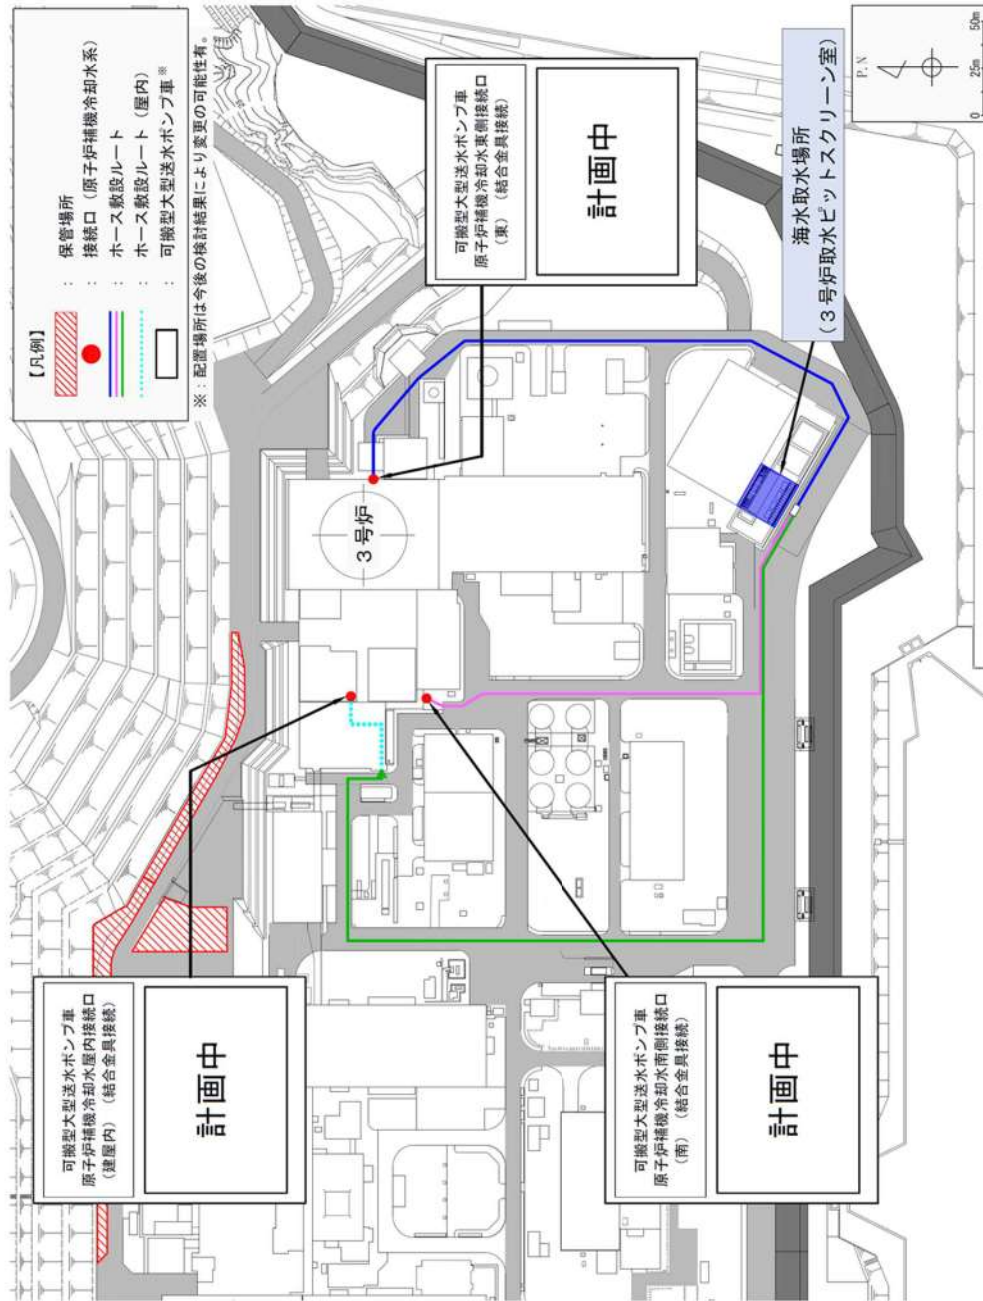 【凡例】
: 保管場所
: 接続口（原子炉補機冷却水系）
: ホース敷設ルート
: ホース敷設ルート（屋内）
: 可搬型大型送水ポンプ車※
※：配置場所は今後の検討結果により変更の可能性有。
可搬型大型送水ポンプ車
原子炉補機冷却水屋内接続口
（建屋内）（結合金具接続）
計画中
3号炉
可搬型大型送水ポンプ車
原子炉補機冷却水東側接続口
（東）（結合金具接続）
計画中
可搬型大型送水ポンプ車
原子炉補機冷却水南側接続口
（南）（結合金具接続）
計画中
海水取水場所
（3号炉取水ピットスクリーン室）
P.N
0 25m 50m